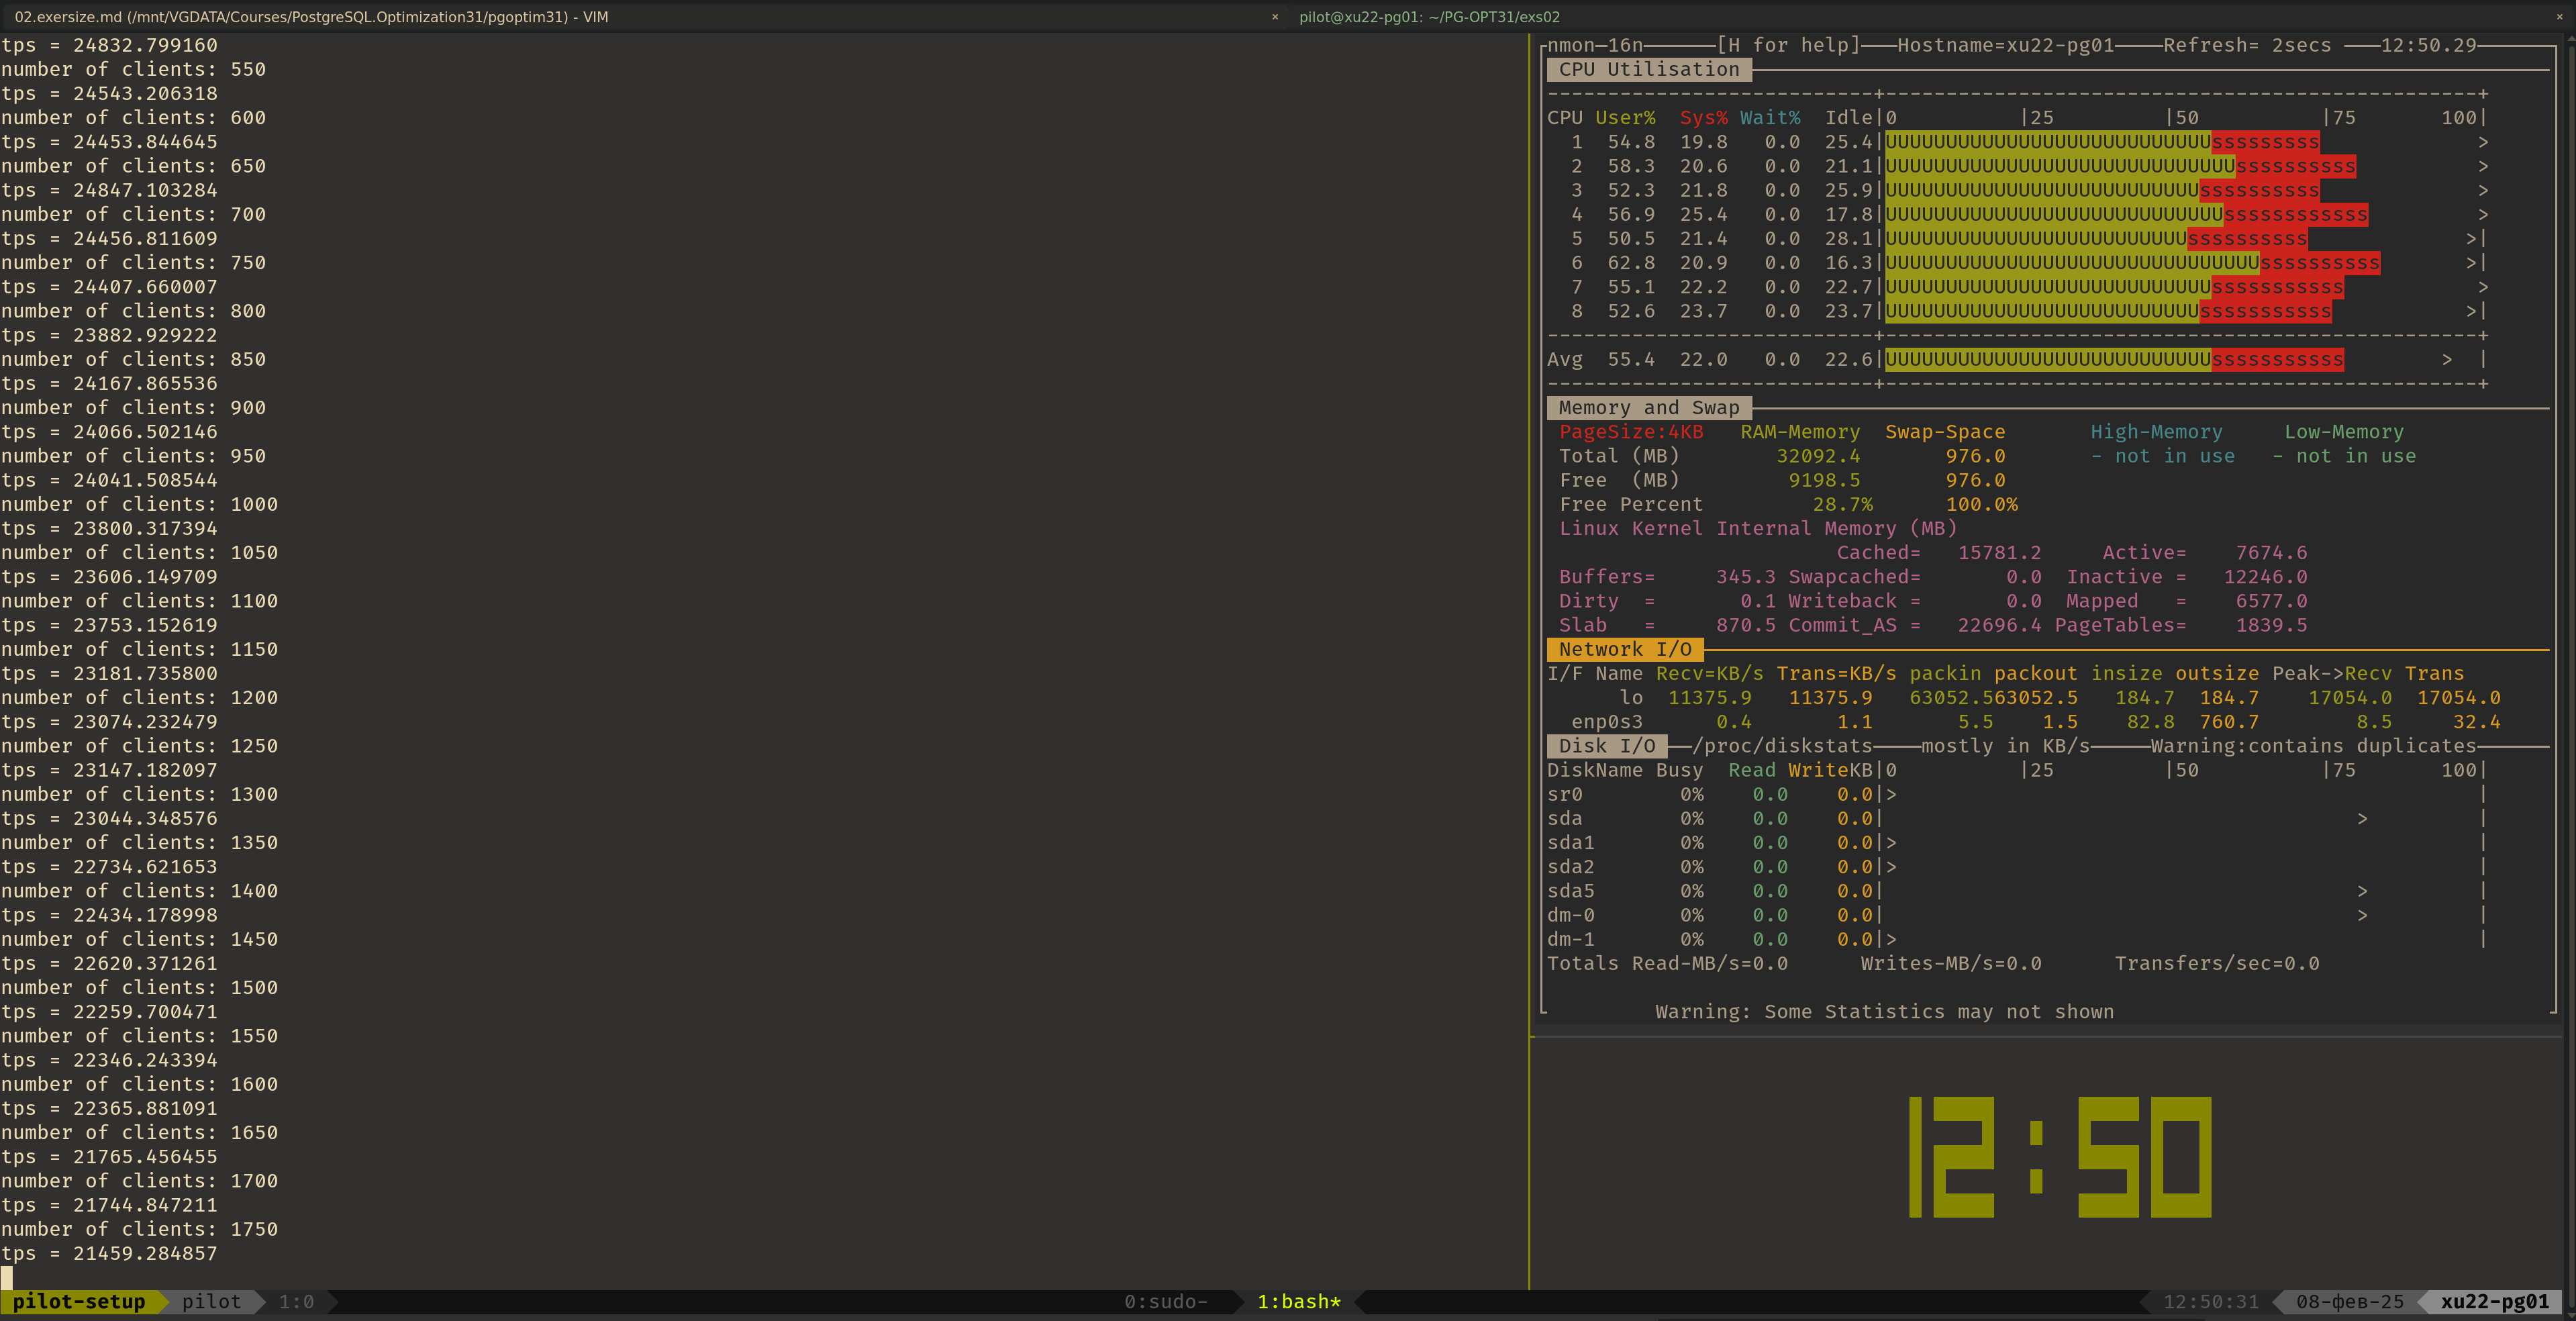 02.exersize.md (/mnt/VGDATA/Courses/PostgreSQL.Optimization31/pgoptim31) - VIM × pilot@xu22-pg01: ~/PG-OPT31/exs02 ×
tps = 24832.799160
number of clients: 550
tps = 24543.206318
number of clients: 600
tps = 24453.844645
number of clients: 650
tps = 24847.103284
number of clients: 700
tps = 24456.811609
number of clients: 750
tps = 24407.660007
number of clients: 800
tps = 23882.929222
number of clients: 850
tps = 24167.865536
number of clients: 900
tps = 24066.502146
number of clients: 950
tps = 24041.508544
number of clients: 1000
tps = 23800.317394
number of clients: 1050
tps = 23606.149709
number of clients: 1100
tps = 23753.152619
number of clients: 1150
tps = 23181.735800
number of clients: 1200
tps = 23074.232479
number of clients: 1250
tps = 23147.182097
number of clients: 1300
tps = 23044.348576
number of clients: 1350
tps = 22734.621653
number of clients: 1400
tps = 22434.178998
number of clients: 1450
tps = 22620.371261
number of clients: 1500
tps = 22259.700471
number of clients: 1550
tps = 22346.243394
number of clients: 1600
tps = 22365.881091
number of clients: 1650
tps = 21765.456455
number of clients: 1700
tps = 21744.847211
number of clients: 1750
tps = 21459.284857
nmon-16n [H for help] Hostname=xu22-pg01 Refresh= 2secs 12:50.29
CPU Utilisation
---------------------------+--------------------------------------------------+
CPU User% Sys% Wait% Idle|0 |25 |50 |75 100|
1 54.8 19.8 0.0 25.4|UUUUUUUUUUUUUUUUUUUUUUUUUUUsssssssss >
2 58.3 20.6 0.0 21.1|UUUUUUUUUUUUUUUUUUUUUUUUUUUUUssssssssss >
3 52.3 21.8 0.0 25.9|UUUUUUUUUUUUUUUUUUUUUUUUUUssssssssss >
4 56.9 25.4 0.0 17.8|UUUUUUUUUUUUUUUUUUUUUUUUUUUUssssssssssss >
5 50.5 21.4 0.0 28.1|UUUUUUUUUUUUUUUUUUUUUUUUUssssssssss >|
6 62.8 20.9 0.0 16.3|UUUUUUUUUUUUUUUUUUUUUUUUUUUUUUUssssssssss >|
7 55.1 22.2 0.0 22.7|UUUUUUUUUUUUUUUUUUUUUUUUUUUsssssssssss >
8 52.6 23.7 0.0 23.7|UUUUUUUUUUUUUUUUUUUUUUUUUUsssssssssss >|
---------------------------+--------------------------------------------------+
Avg 55.4 22.0 0.0 22.6|UUUUUUUUUUUUUUUUUUUUUUUUUUUsssssssssss > |
---------------------------+--------------------------------------------------+
Memory and Swap
PageSize:4KB RAM-Memory Swap-Space High-Memory Low-Memory
Total (MB) 32092.4 976.0 - not in use - not in use
Free (MB) 9198.5 976.0
Free Percent 28.7% 100.0%
Linux Kernel Internal Memory (MB)
Cached= 15781.2 Active= 7674.6
Buffers= 345.3 Swapcached= 0.0 Inactive = 12246.0
Dirty = 0.1 Writeback = 0.0 Mapped = 6577.0
Slab = 870.5 Commit_AS = 22696.4 PageTables= 1839.5
Network I/O
I/F Name Recv=KB/s Trans=KB/s packin packout insize outsize Peak->Recv Trans
lo 11375.9 11375.9 63052.563052.5 184.7 184.7 17054.0 17054.0
enp0s3 0.4 1.1 5.5 1.5 82.8 760.7 8.5 32.4
Disk I/O /proc/diskstats mostly in KB/s Warning:contains duplicates
DiskName Busy Read WriteKB|0 |25 |50 |75 100|
sr0 0% 0.0 0.0|> |
sda 0% 0.0 0.0| > |
sda1 0% 0.0 0.0|> |
sda2 0% 0.0 0.0|> |
sda5 0% 0.0 0.0| > |
dm-0 0% 0.0 0.0| > |
dm-1 0% 0.0 0.0|> |
Totals Read-MB/s=0.0 Writes-MB/s=0.0 Transfers/sec=0.0
Warning: Some Statistics may not shown
12:50
pilot-setup pilot 1:0 0:sudo- 1:bash* 12:50:31 08-фев-25 xu22-pg01